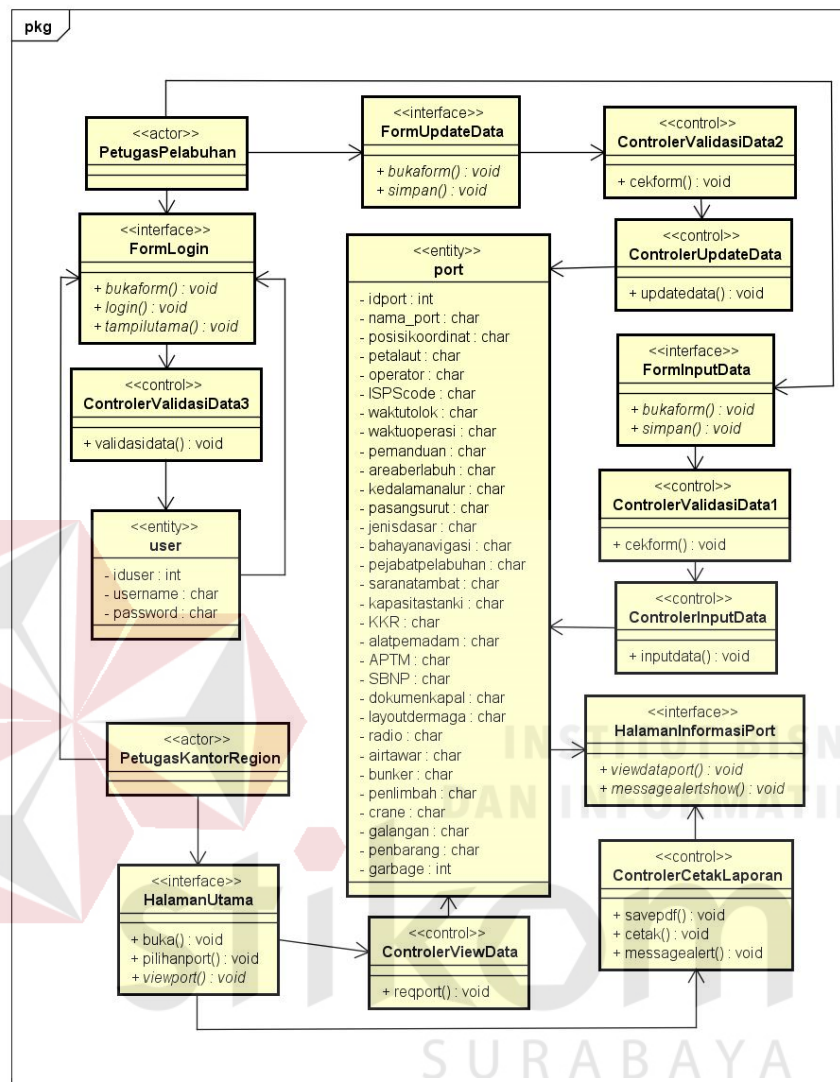 pkg
<<actor>>
PetugasPelabuhan
<<interface>>
FormUpdateData
+ bukaform() : void
+ simpan() : void
<<control>>
ControlerValidasiData2
+ cekform() : void
<<interface>>
FormLogin
+ bukaform() : void
+ login() : void
+ tampilutama() : void
<<control>>
ControlerUpdateData
+ updatedata() : void
<<entity>>
port
- idport : int
- nama_port : char
- posisikoordinat : char
- petalaut : char
- operator : char
- ISPScode : char
- waktutolok : char
- waktuoperasi : char
- pemanduan : char
- areaberlabuh : char
- kedalamanalur : char
- pasangsurut : char
- jenisdasar : char
- bahayanavigasi : char
- pejabatpelabuhan : char
- saranatambat : char
- kapasitastanki : char
- KKR : char
- alatpemadam : char
- APTM : char
- SBNP : char
- dokumenkapal : char
- layoutdermaga : char
- radio : char
- airtawar : char
- bunker : char
- penlimbah : char
- crane : char
- galangan : char
- penbarang : char
- garbage : int
<<interface>>
FormInputData
+ bukaform() : void
+ simpan() : void
<<control>>
ControlerValidasiData3
+ validasidata() : void
<<control>>
ControlerValidasiData1
+ cekform() : void
<<entity>>
user
- iduser : int
- username : char
- password : char
<<control>>
ControlerInputData
+ inputdata() : void
<<actor>>
PetugasKantorRegion
<<interface>>
HalamanInformasiPort
+ viewdataport() : void
+ messagealertshow() : void
<<interface>>
HalamanUtama
+ buka() : void
+ pilihanport() : void
+ viewport() : void
<<control>>
ControlerViewData
+ reqport() : void
<<control>>
ControlerCetakLaporan
+ savepdf() : void
+ cetak() : void
+ messagealert() : void
INSTITUT BISN
DAN INFORMATI
stikom
SURABAYA